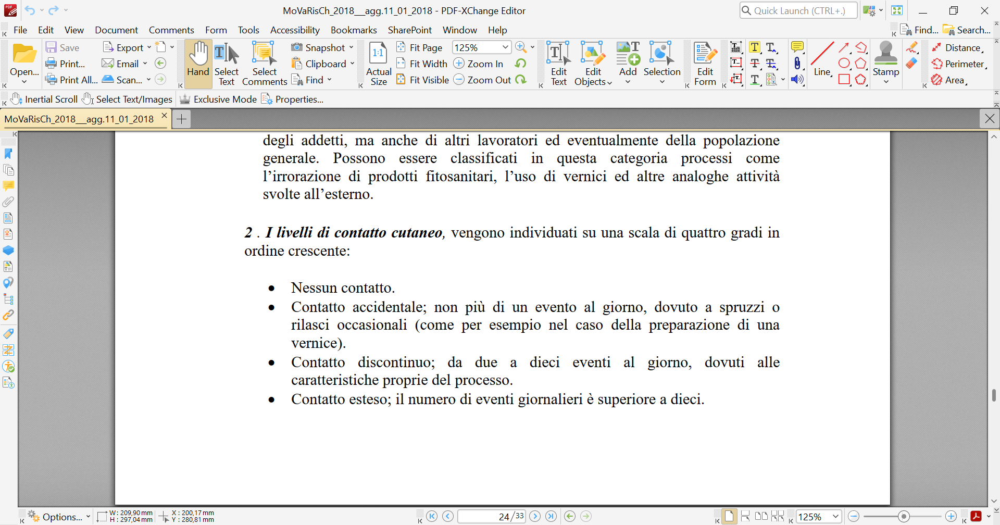 MoVaRisCh_2018__agg.11_01_2018 - PDF-XChange Editor
Quick Launch (CTRL+.)
File Edit View Document Comments Form Tools Accessibility Bookmarks SharePoint Window Help
Find... Search...
Open...
Save
Print...
Print All...
Export
Email
Scan...
Hand
Select Text
Select Comments
Snapshot
Clipboard
Find
1:1
Actual Size
Fit Page
Fit Width
Fit Visible
125%
Zoom In
Zoom Out
Edit Text
Edit Objects
Add
Selection
Edit Form
Line
Stamp
Distance
Perimeter
Area
Inertial Scroll Select Text/Images Exclusive Mode Properties...
MoVaRisCh_2018__agg.11_01_2018
degli addetti, ma anche di altri lavoratori ed eventualmente della popolazione
generale. Possono essere classificati in questa categoria processi come
l’irrorazione di prodotti fitosanitari, l’uso di vernici ed altre analoghe attività
svolte all’esterno.
2 . I livelli di contatto cutaneo, vengono individuati su una scala di quattro gradi in
ordine crescente:
• Nessun contatto.
• Contatto accidentale; non più di un evento al giorno, dovuto a spruzzi o
rilasci occasionali (come per esempio nel caso della preparazione di una
vernice).
• Contatto discontinuo; da due a dieci eventi al giorno, dovuti alle
caratteristiche proprie del processo.
• Contatto esteso; il numero di eventi giornalieri è superiore a dieci.
Options...
W: 209,90 mm
H: 297,04 mm
X: 200,17 mm
Y: 280,81 mm
24/33
125%